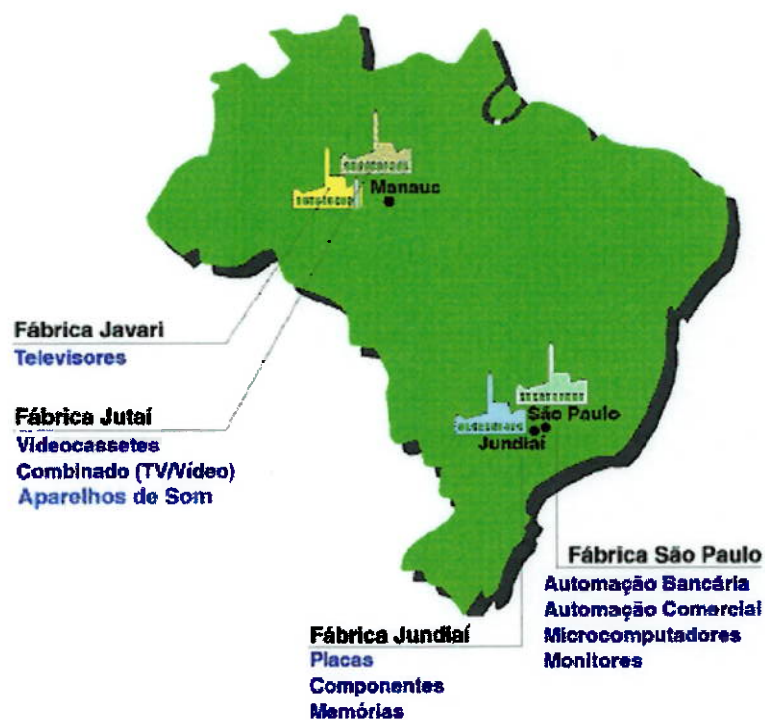 Manaus
Fábrica Javari
Televisores
Fábrica Jutaí
Videocassetes
Combinado (TV/Vídeo)
Aparelhos de Som
São Paulo
Jundiaí
Fábrica São Paulo
Automação Bancária
Automação Comercial
Microcomputadores
Monitores
Fábrica Jundiaí
Placas
Componentes
Memórias